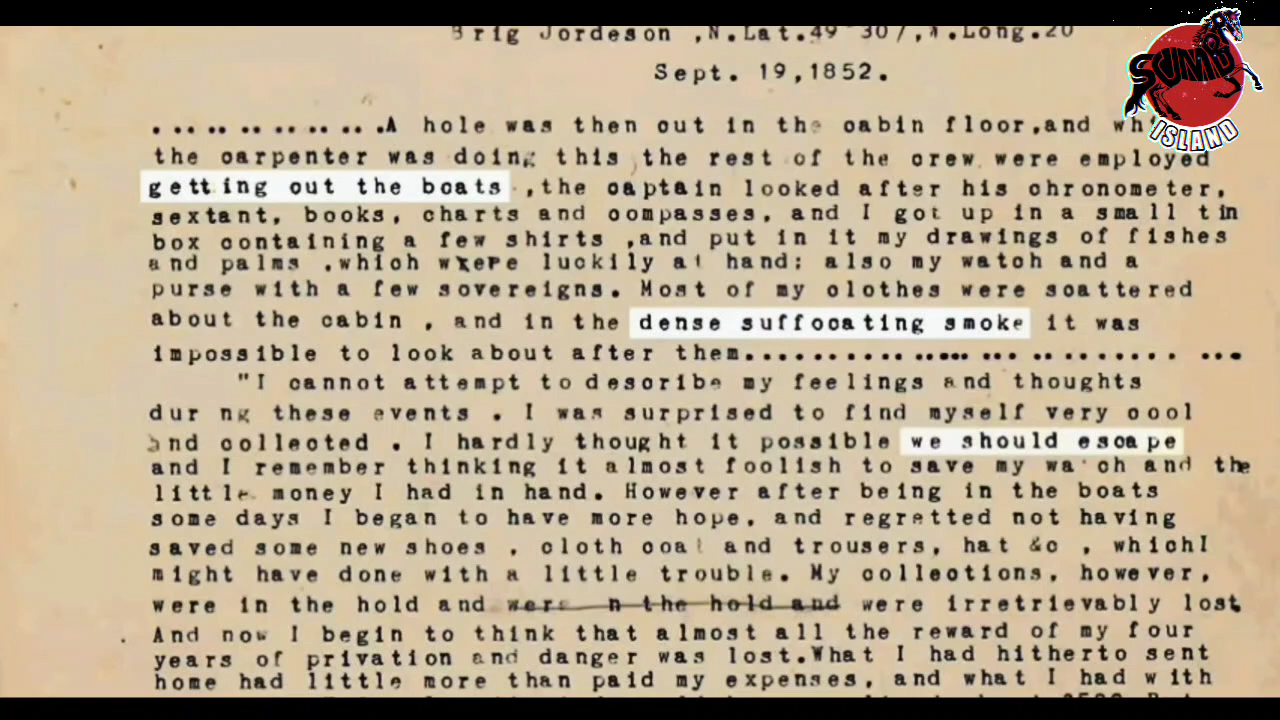 Brig Jordeson ,N.Lat.49 30/, .Long.20
Sept. 19,1852.
SUMBA
ISLAND
.................A hole was then cut in the cabin floor,and
the carpenter was doing this the rest of the crew were employed
getting out the boats ,the captain looked after his chronometer,
sextant, books, charts and compasses, and I got up in a small tin
box containing a few shirts ,and put in it my drawings of fishes
and palms ,which were luckily at hand; also my watch and a
purse with a few sovereigns. Most of my clothes were scattered
about the cabin , and in the dense suffocating smoke it was
impossible to look about after them..............................
"I cannot attempt to describe my feelings and thoughts
dur ng these events . I was surprised to find myself very cool
and collected . I hardly thought it possible we should escape
and I remember thinking it almost foolish to save my wa ch and the
little money I had in hand. However after being in the boats
some days I began to have more hope, and regretted not having
saved some new shoes , cloth coat and trousers, hat &c , whichI
might have done with a little trouble. My collections, however,
were in the hold and were n the hold and were irretrievably lost.
And now I begin to think that almost all the reward of my four
years of privation and danger was lost.What I had hitherto sent
home had little more than paid my expenses, and what I had with